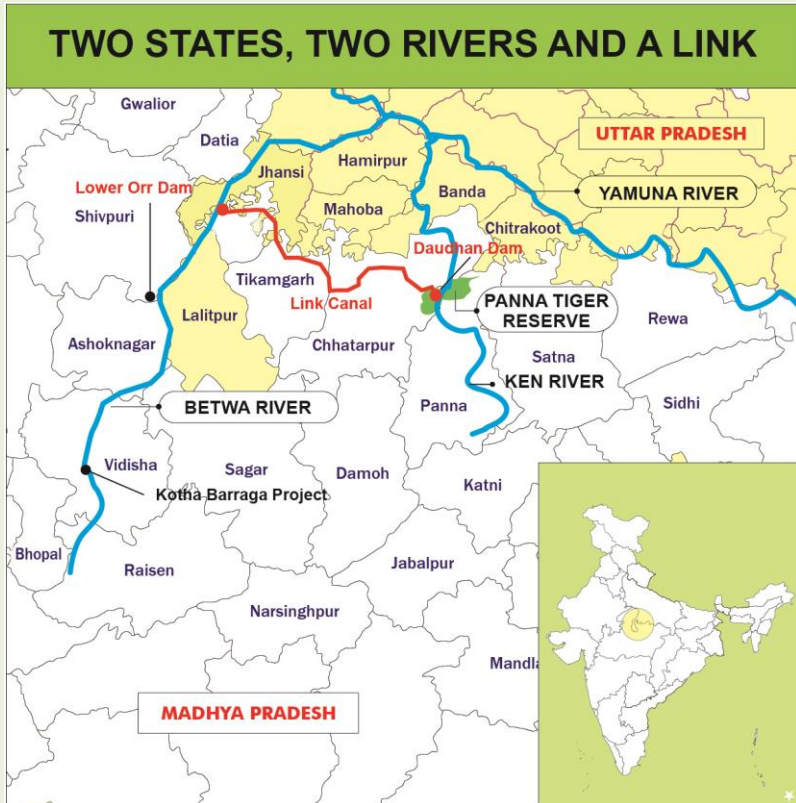 TWO STATES, TWO RIVERS AND A LINK
Gwalior
Datia
UTTAR PRADESH
Hamirpur
Jhansi
Lower Orr Dam
Banda
YAMUNA RIVER
Shivpuri
Mahoba
Chitrakoot
Daudhan Dam
Tikamgarh
Link Canal
PANNA TIGER
RESERVE
Lalitpur
Rewa
Ashoknagar
Chhatarpur
Satna
KEN RIVER
BETWA RIVER
Panna
Sidhi
Vidisha
Sagar
Damoh
Katni
Kotha Barraga Project
Bhopal
Raisen
Jabalpur
Narsinghpur
Mandla
MADHYA PRADESH